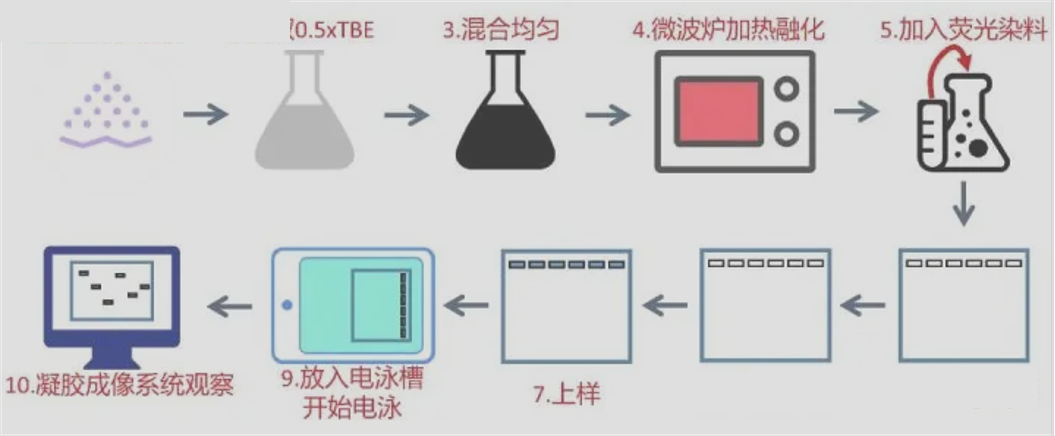 0.5xTBE
3.混合均匀
4.微波炉加热融化
5.加入荧光染料
10.凝胶成像系统观察
9.放入电泳槽
开始电泳
7.上样